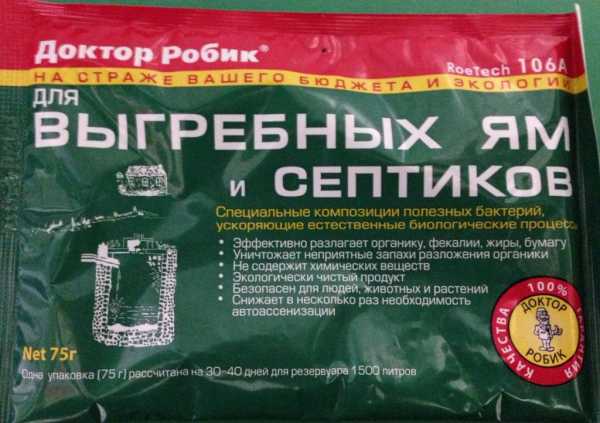 Доктор Робик®
RoeTech 106А
НА СТРАЖЕ ВАШЕГО БЮДЖЕТА И ЭКОЛОГИИ
ДЛЯ
ВЫГРЕБНЫХ ЯМ
И СЕПТИКОВ
Специальные композиции полезных бактерий,
ускоряющие естественные биологические процессы
• Эффективно разлагает органику, фекалии, жиры, бумагу
• Уничтожает неприятные запахи разложения органики
• Не содержит химических веществ
• Экологически чистый продукт
• Безопасен для людей, животных и растений
• Снижает в несколько раз необходимость
автоассенизации
100%
ГАРАНТИЯ
КАЧЕСТВА
ДОКТОР
РОБИК
Net 75г
Одна упаковка (75 г) рассчитана на 30-40 дней для резервуара 1500 литров